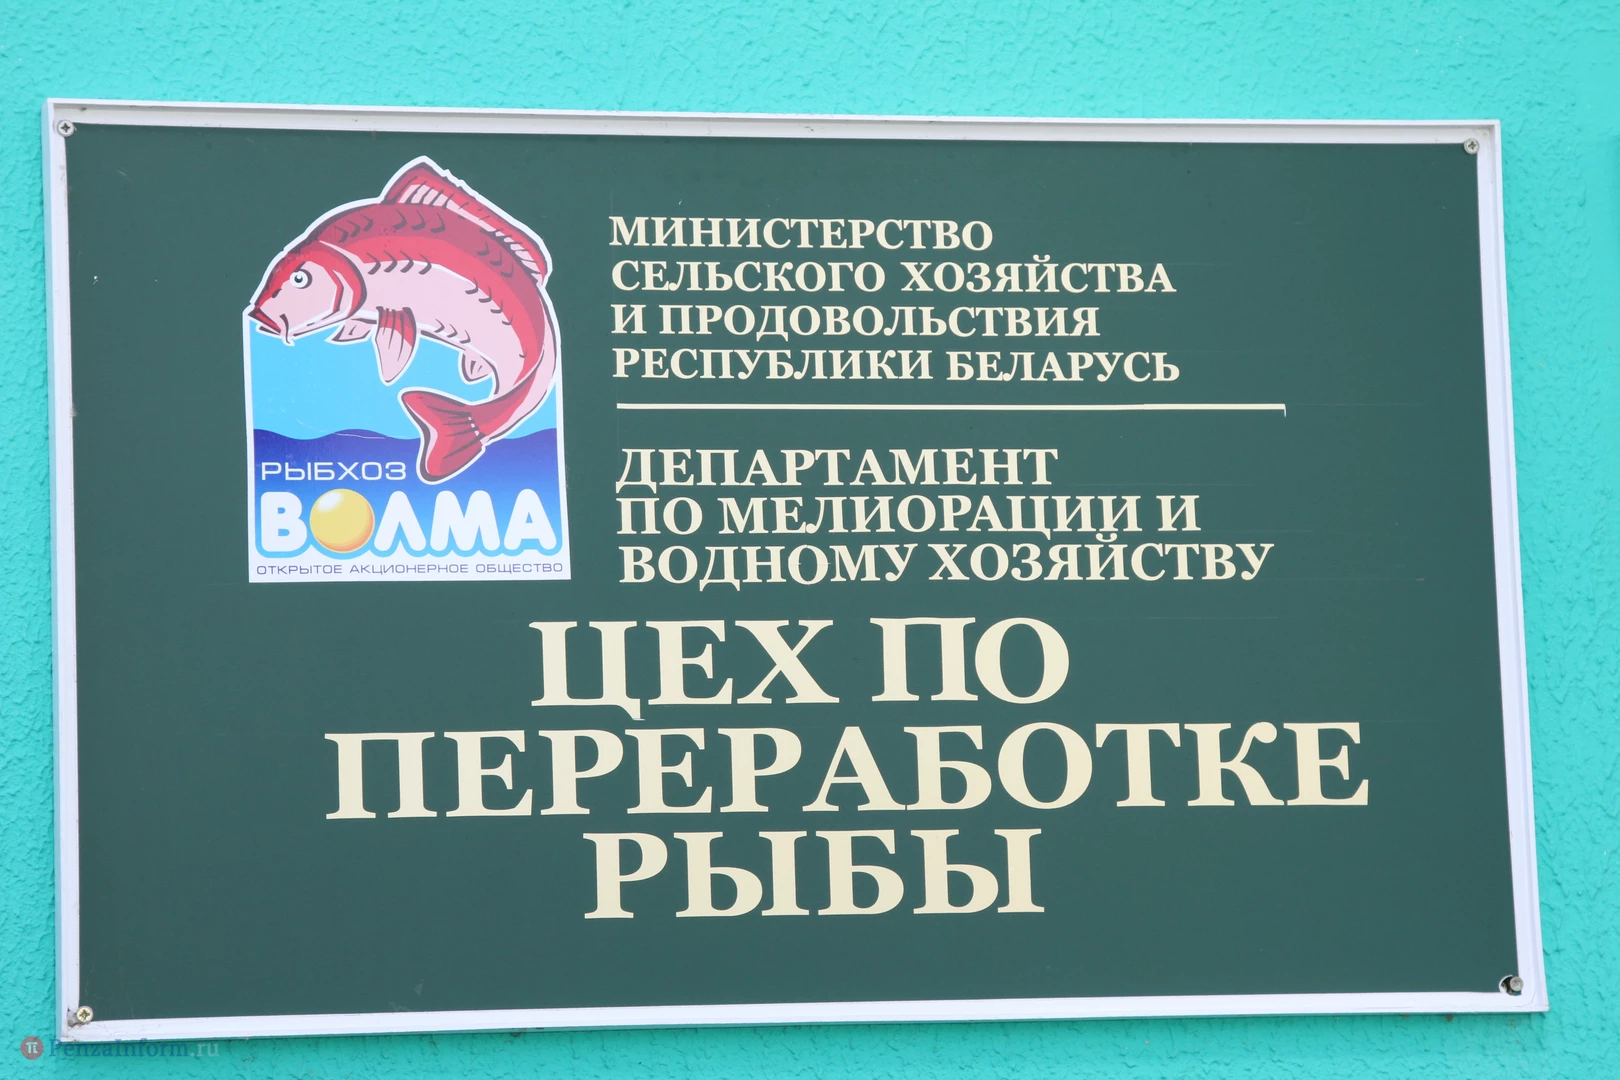 МИНИСТЕРСТВО
СЕЛЬСКОГО ХОЗЯЙСТВА
И ПРОДОВОЛЬСТВИЯ
РЕСПУБЛИКИ БЕЛАРУСЬ
РЫБХОЗ
ВОЛМА
ОТКРЫТОЕ АКЦИОНЕРНОЕ ОБЩЕСТВО
ДЕПАРТАМЕНТ
ПО МЕЛИОРАЦИИ И
ВОДНОМУ ХОЗЯЙСТВУ
ЦЕХ ПО
ПЕРЕРАБОТКЕ
РЫБЫ
PenzaInform.ru